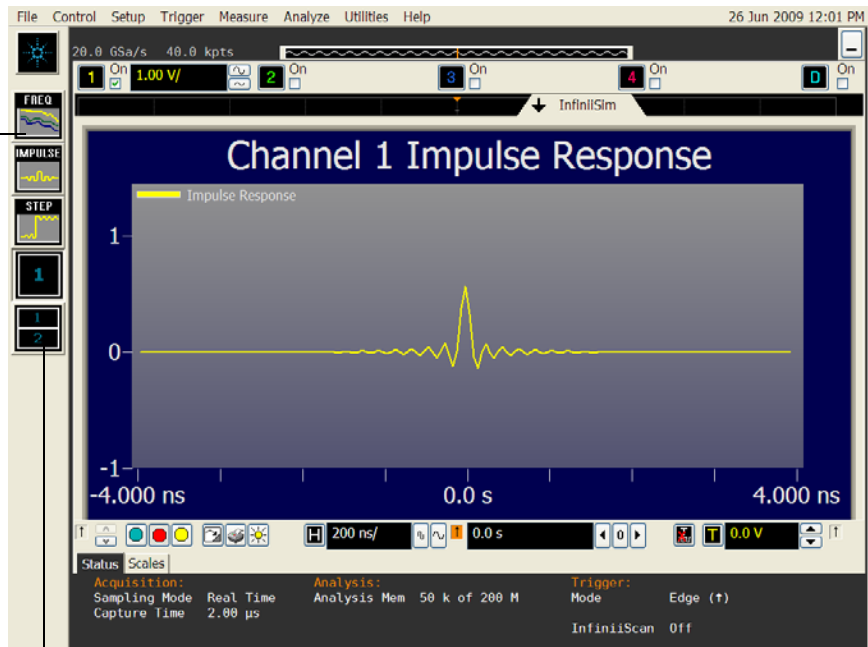 File Control Setup Trigger Measure Analyze Utilities Help 26 Jun 2009 12:01 PM
20.0 GSa/s 40.0 kpts
1 On 1.00 V/ 2 On 3 On 4 On D On
InfiniiSim
FREQ
IMPULSE
STEP
1
1
2
Channel 1 Impulse Response
Impulse Response
1
0
-1
-4.000 ns 0.0 s 4.000 ns
H 200 ns/ 0.0 s 0 T 0.0 V
Status Scales
Acquisition: Analysis: Trigger:
Sampling Mode Real Time Analysis Mem 50 k of 200 M Mode Edge (↑)
Capture Time 2.00 µs
InfiniiScan Off